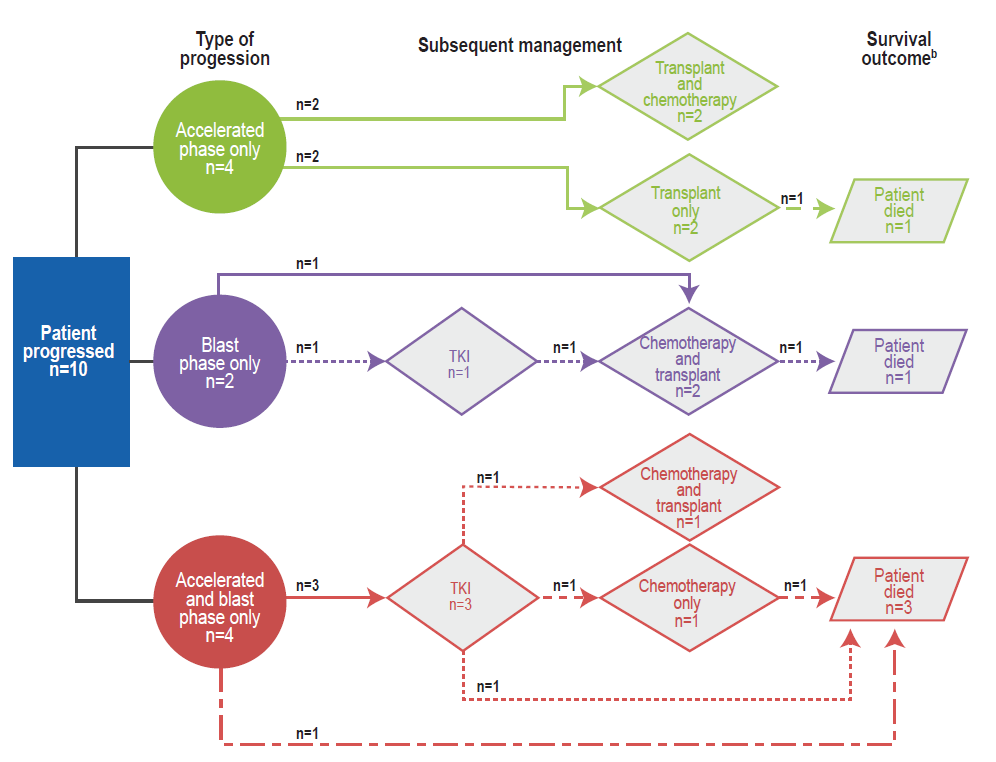 Type of
progession
Subsequent management
Survival
outcomeb
Patient
progressed
n=10
Accelerated
phase only
n=4
n=2
Transplant
and
chemotherapy
n=2
n=2
Transplant
only
n=2
n=1
Patient
died
n=1
Blast
phase only
n=2
n=1
n=1
TKI
n=1
n=1
Chemotherapy
and
transplant
n=2
n=1
Patient
died
n=1
Accelerated
and blast
phase only
n=4
n=3
TKI
n=3
n=1
Chemotherapy
and
transplant
n=1
n=1
Chemotherapy
only
n=1
n=1
Patient
died
n=3
n=1
n=1